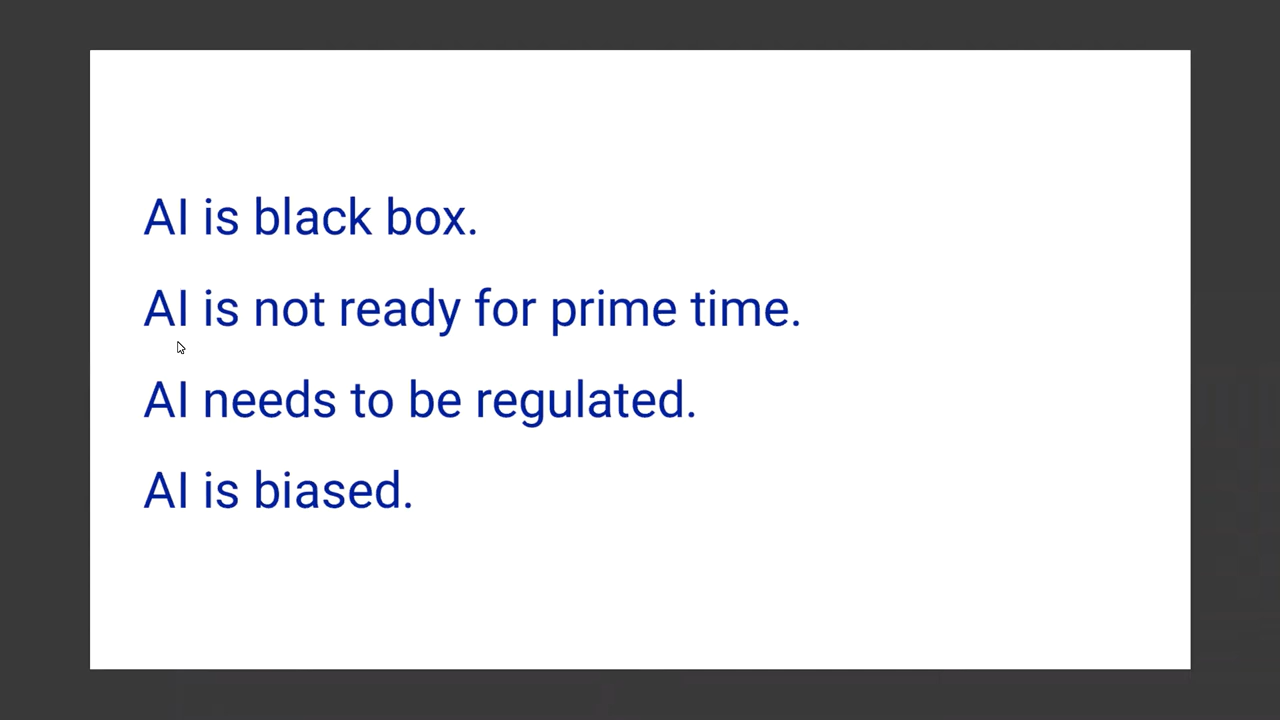 AI is black box.
AI is not ready for prime time.
AI needs to be regulated.
AI is biased.